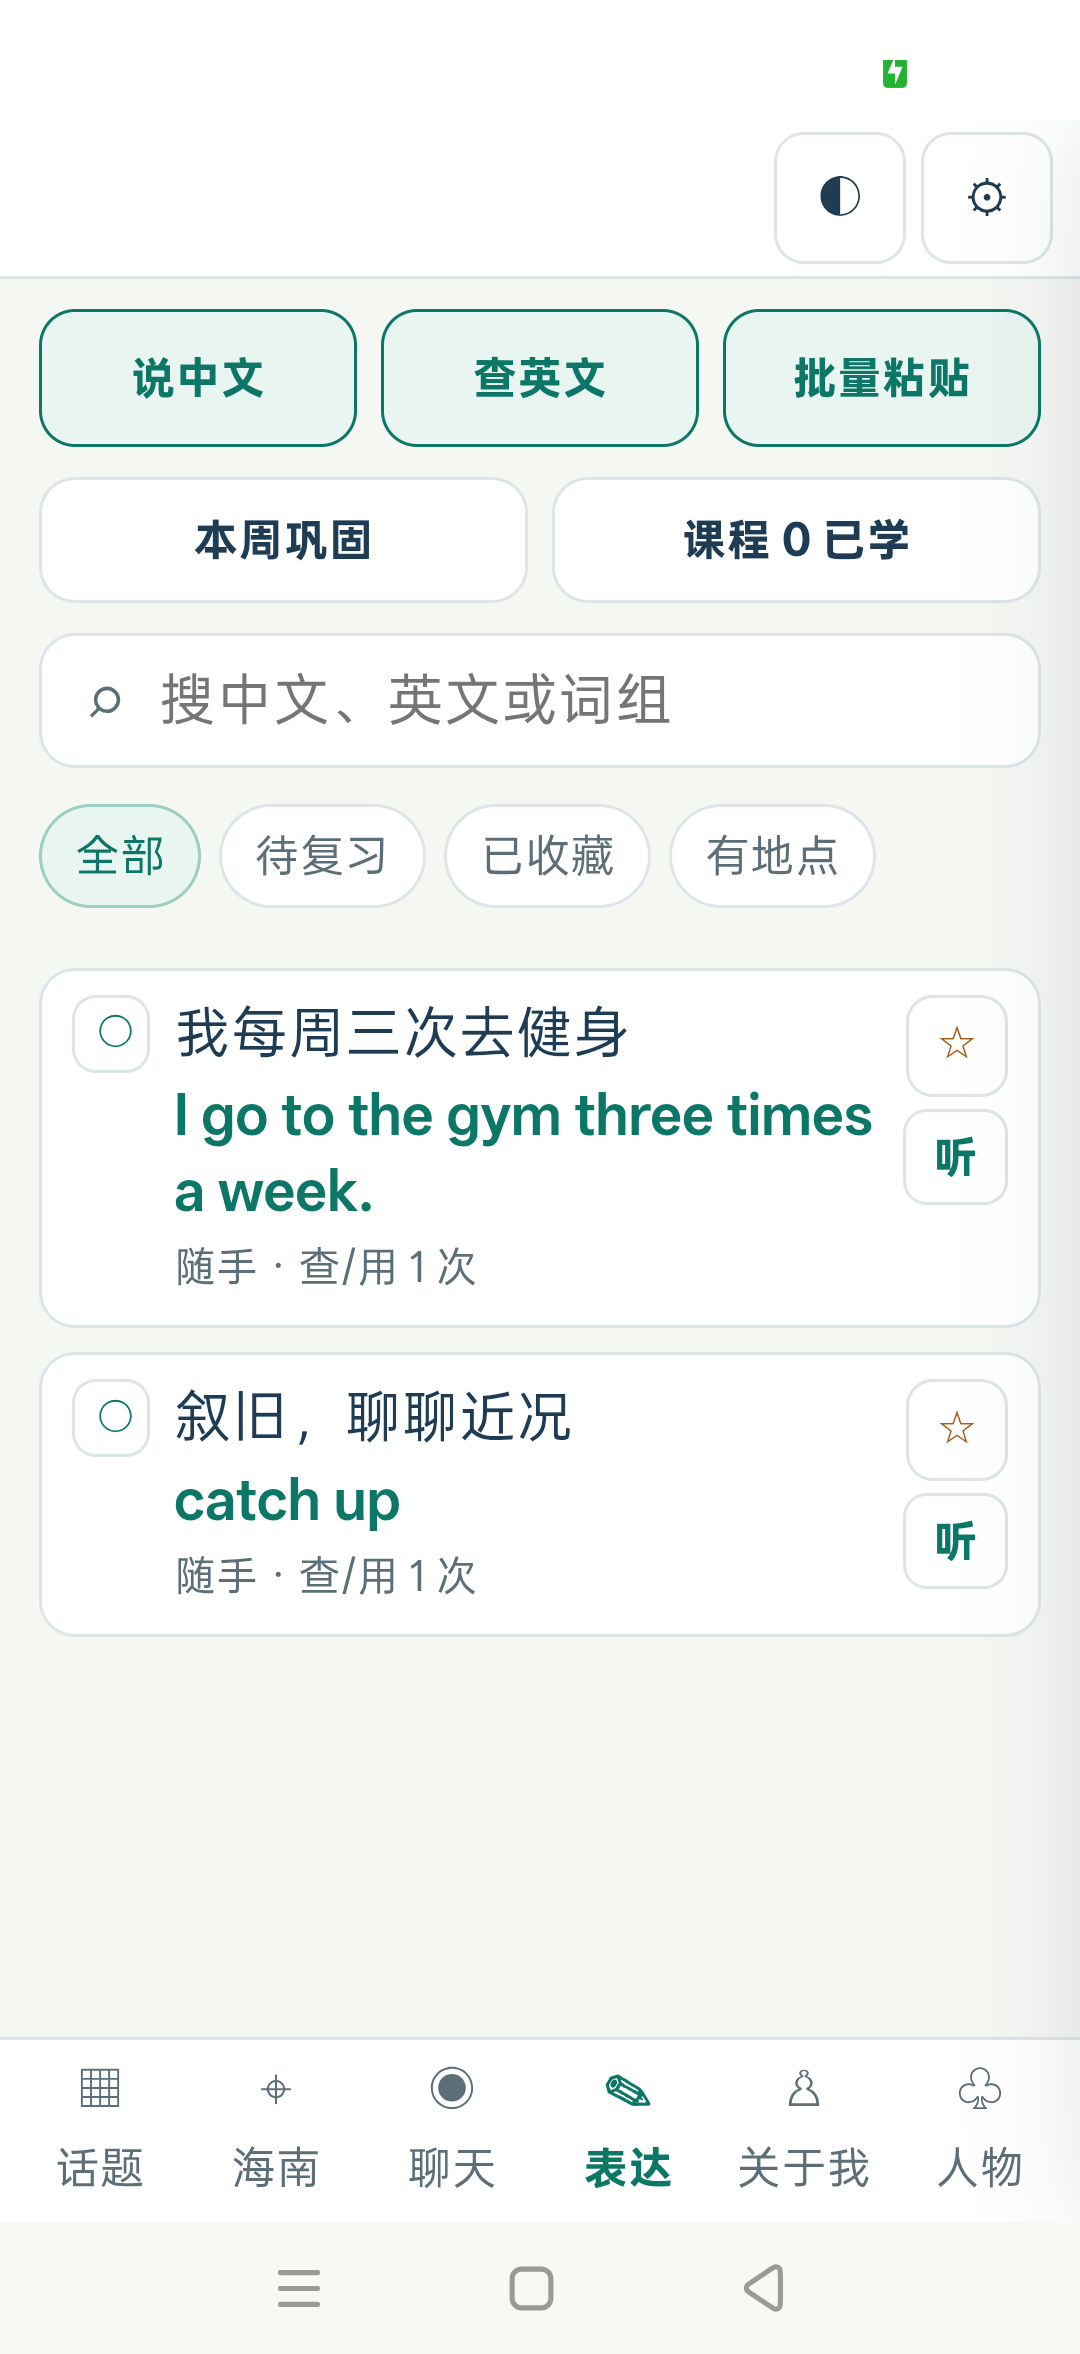 说中文
查英文
批量粘贴
本周巩固
课程 0 已学
搜中文、英文或词组
全部
待复习
已收藏
有地点
我每周三次去健身
I go to the gym three times
a week.
随手 · 查/用 1 次
听
叙旧，聊聊近况
catch up
随手 · 查/用 1 次
听
话题
海南
聊天
表达
关于我
人物